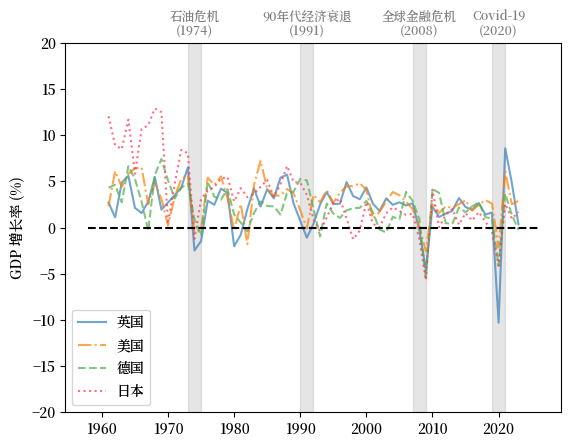 石油危机
(1974)
90年代经济衰退
(1991)
全球金融危机
(2008)
Covid-19
(2020)
20
15
10
5
0
−5
−10
−15
−20
GDP 增长率 (%)
英国
美国
德国
日本
1960
1970
1980
1990
2000
2010
2020